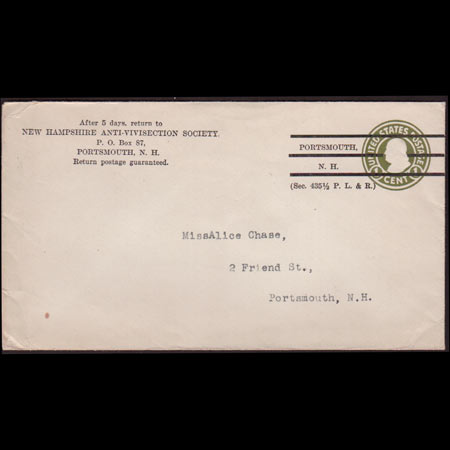 After 5 days, return to
NEW HAMPSHIRE ANTI-VIVISECTION SOCIETY,
P. O. Box 87,
PORTSMOUTH, N. H.
Return postage guaranteed.
PORTSMOUTH,
N. H.
(Sec. 435½ P. L. & R.)
UNITED STATES POSTAGE
CENT
MissAlice Chase,
2 Friend St.,
Portsmouth, N.H.